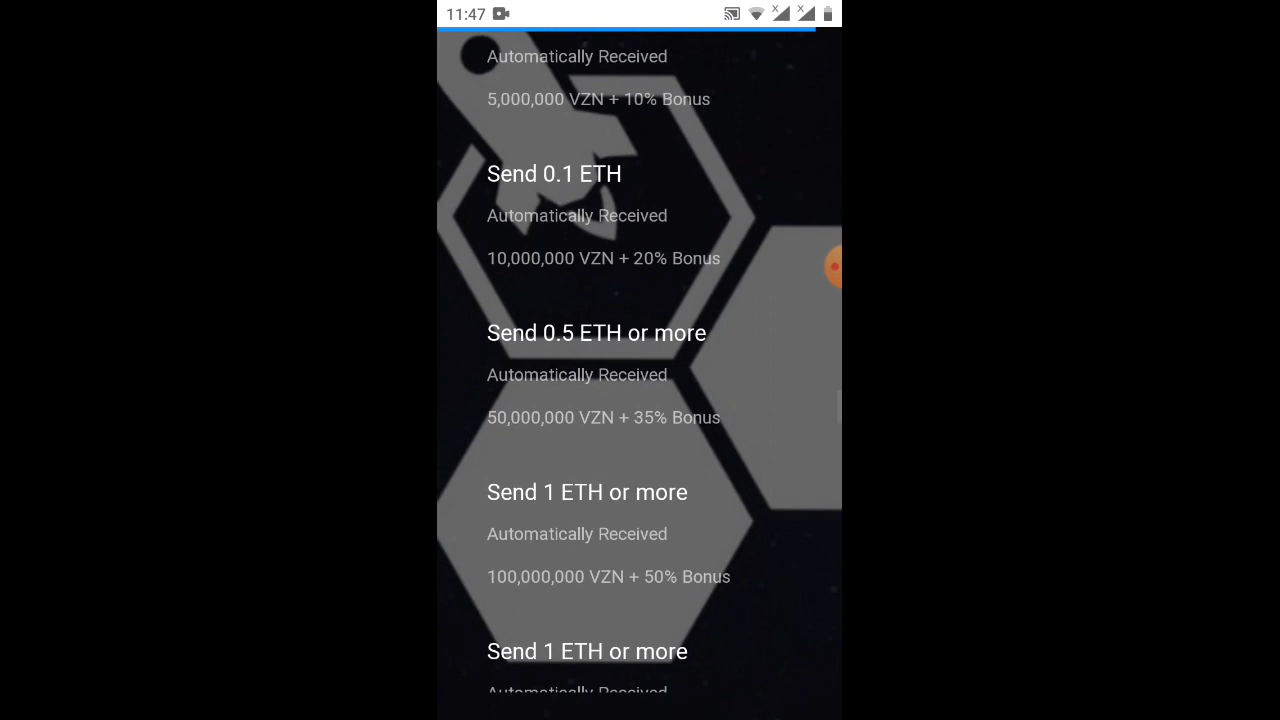 11:47
Automatically Received
5,000,000 VZN + 10% Bonus
Send 0.1 ETH
Automatically Received
10,000,000 VZN + 20% Bonus
Send 0.5 ETH or more
Automatically Received
50,000,000 VZN + 35% Bonus
Send 1 ETH or more
Automatically Received
100,000,000 VZN + 50% Bonus
Send 1 ETH or more
Automatically Received